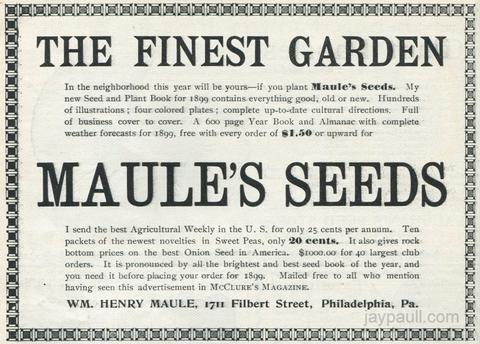 THE FINEST GARDEN
In the neighborhood this year will be yours—if you plant Maule's Seeds. My
new Seed and Plant Book for 1899 contains everything good, old or new. Hundreds
of illustrations; four colored plates; complete up-to-date cultural directions. Full
of business cover to cover. A 600 page Year Book and Almanac with complete
weather forecasts for 1899, free with every order of $1.50 or upward for
MAULE'S SEEDS
I send the best Agricultural Weekly in the U. S. for only 25 cents per annum. Ten
packets of the newest novelties in Sweet Peas, only 20 cents. It also gives rock
bottom prices on the best Onion Seed in America. $1000.00 for 40 largest club
orders. It is pronounced by all the brightest and best seed book of the year, and
you need it before placing your order for 1899. Mailed free to all who mention
having seen this advertisement in McClure's Magazine.
WM. HENRY MAULE, 1711 Filbert Street, Philadelphia, Pa.
jaypaull.com